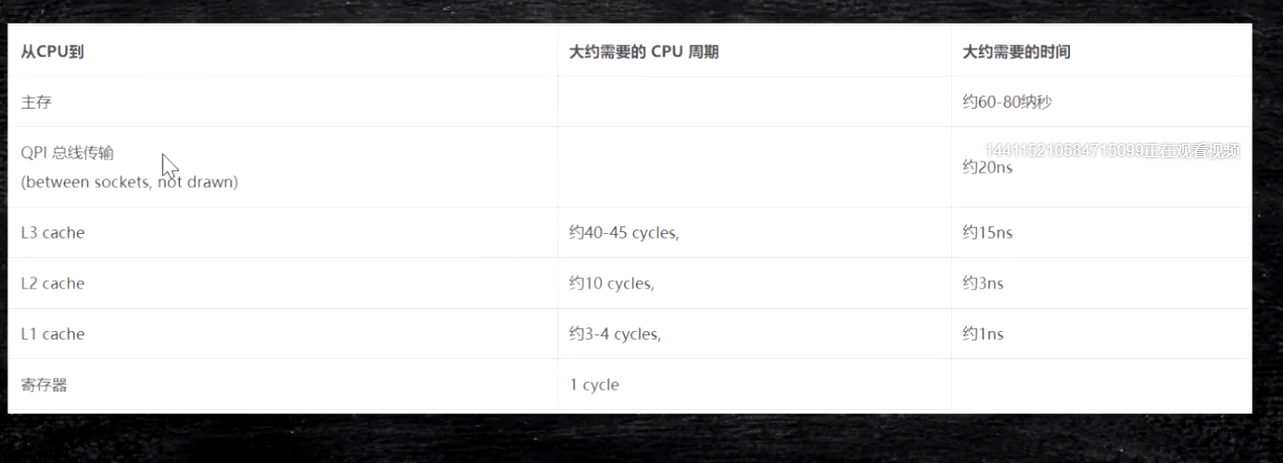 从CPU到 大约需要的 CPU 周期 大约需要的时间
主存 约60-80纳秒
144115210584715099正在观看视频
QPI 总线传输
(between sockets, not drawn) 约20ns
L3 cache 约40-45 cycles, 约15ns
L2 cache 约10 cycles, 约3ns
L1 cache 约3-4 cycles, 约1ns
寄存器 1 cycle